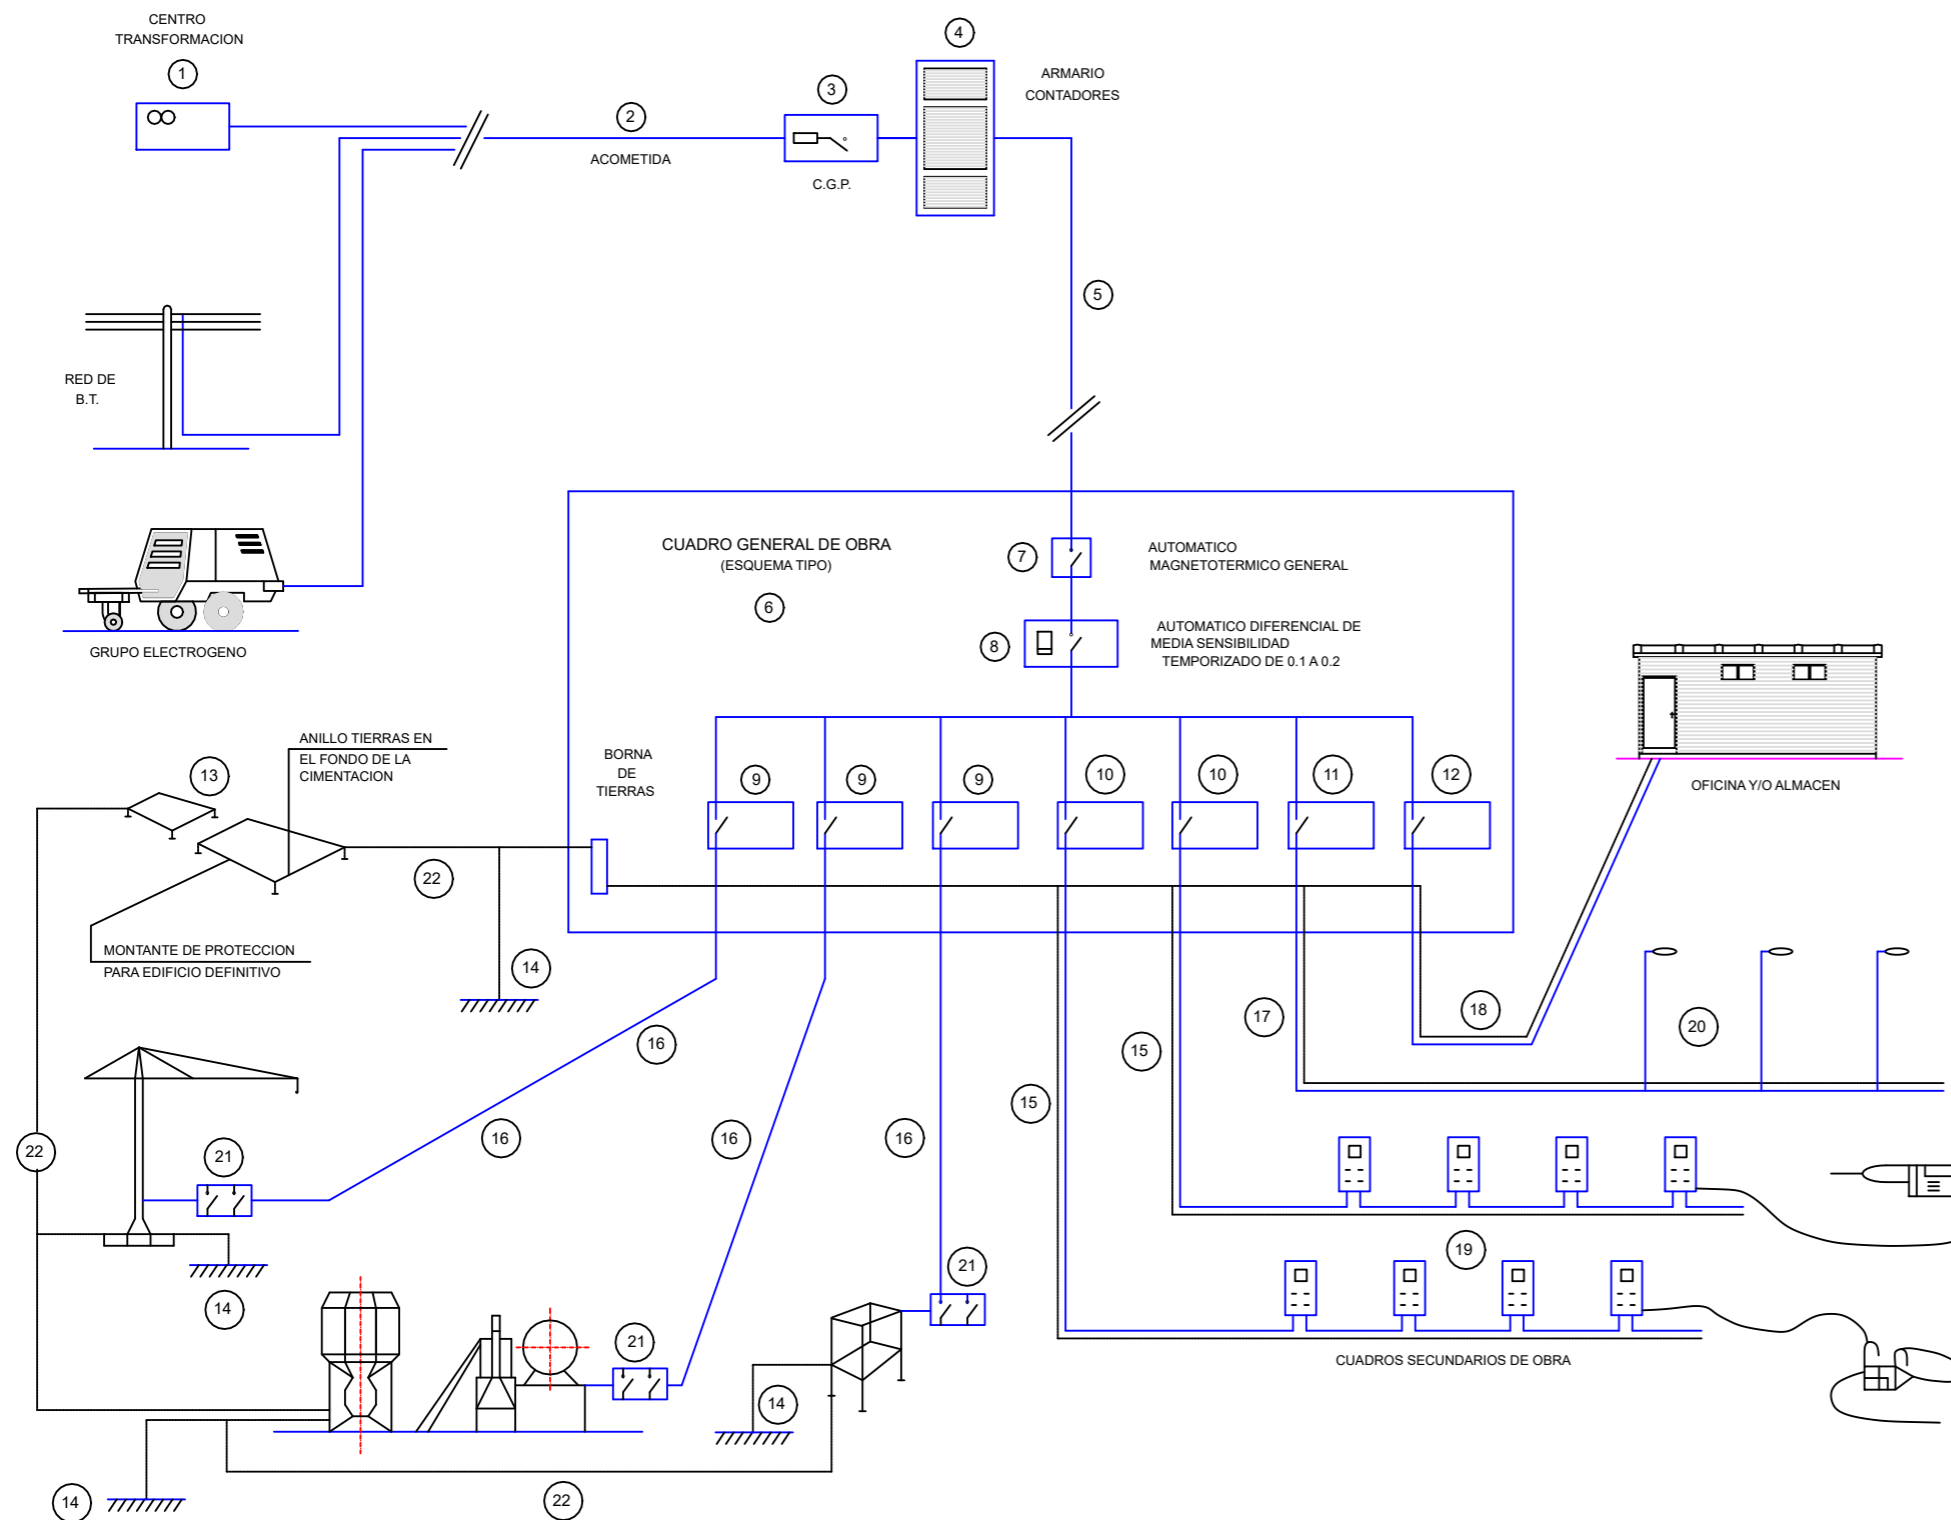 CENTRO
TRANSFORMACION
1
2
ACOMETIDA
3
C.G.P.
4
ARMARIO
CONTADORES
5
RED DE
B.T.
GRUPO ELECTROGENO
CUADRO GENERAL DE OBRA
(ESQUEMA TIPO)
6
7
AUTOMATICO
MAGNETOTERMICO GENERAL
8
AUTOMATICO DIFERENCIAL DE
MEDIA SENSIBILIDAD
TEMPORIZADO DE 0.1 A 0.2
ANILLO TIERRAS EN
EL FONDO DE LA
CIMENTACION
13
BORNA
DE
TIERRAS
9
9
9
10
10
11
12
OFICINA Y/O ALMACEN
22
MONTANTE DE PROTECCION
PARA EDIFICIO DEFINITIVO
14
16
15
17
18
20
15
16
16
16
22
21
14
19
21
21
14
CUADROS SECUNDARIOS DE OBRA
14
22